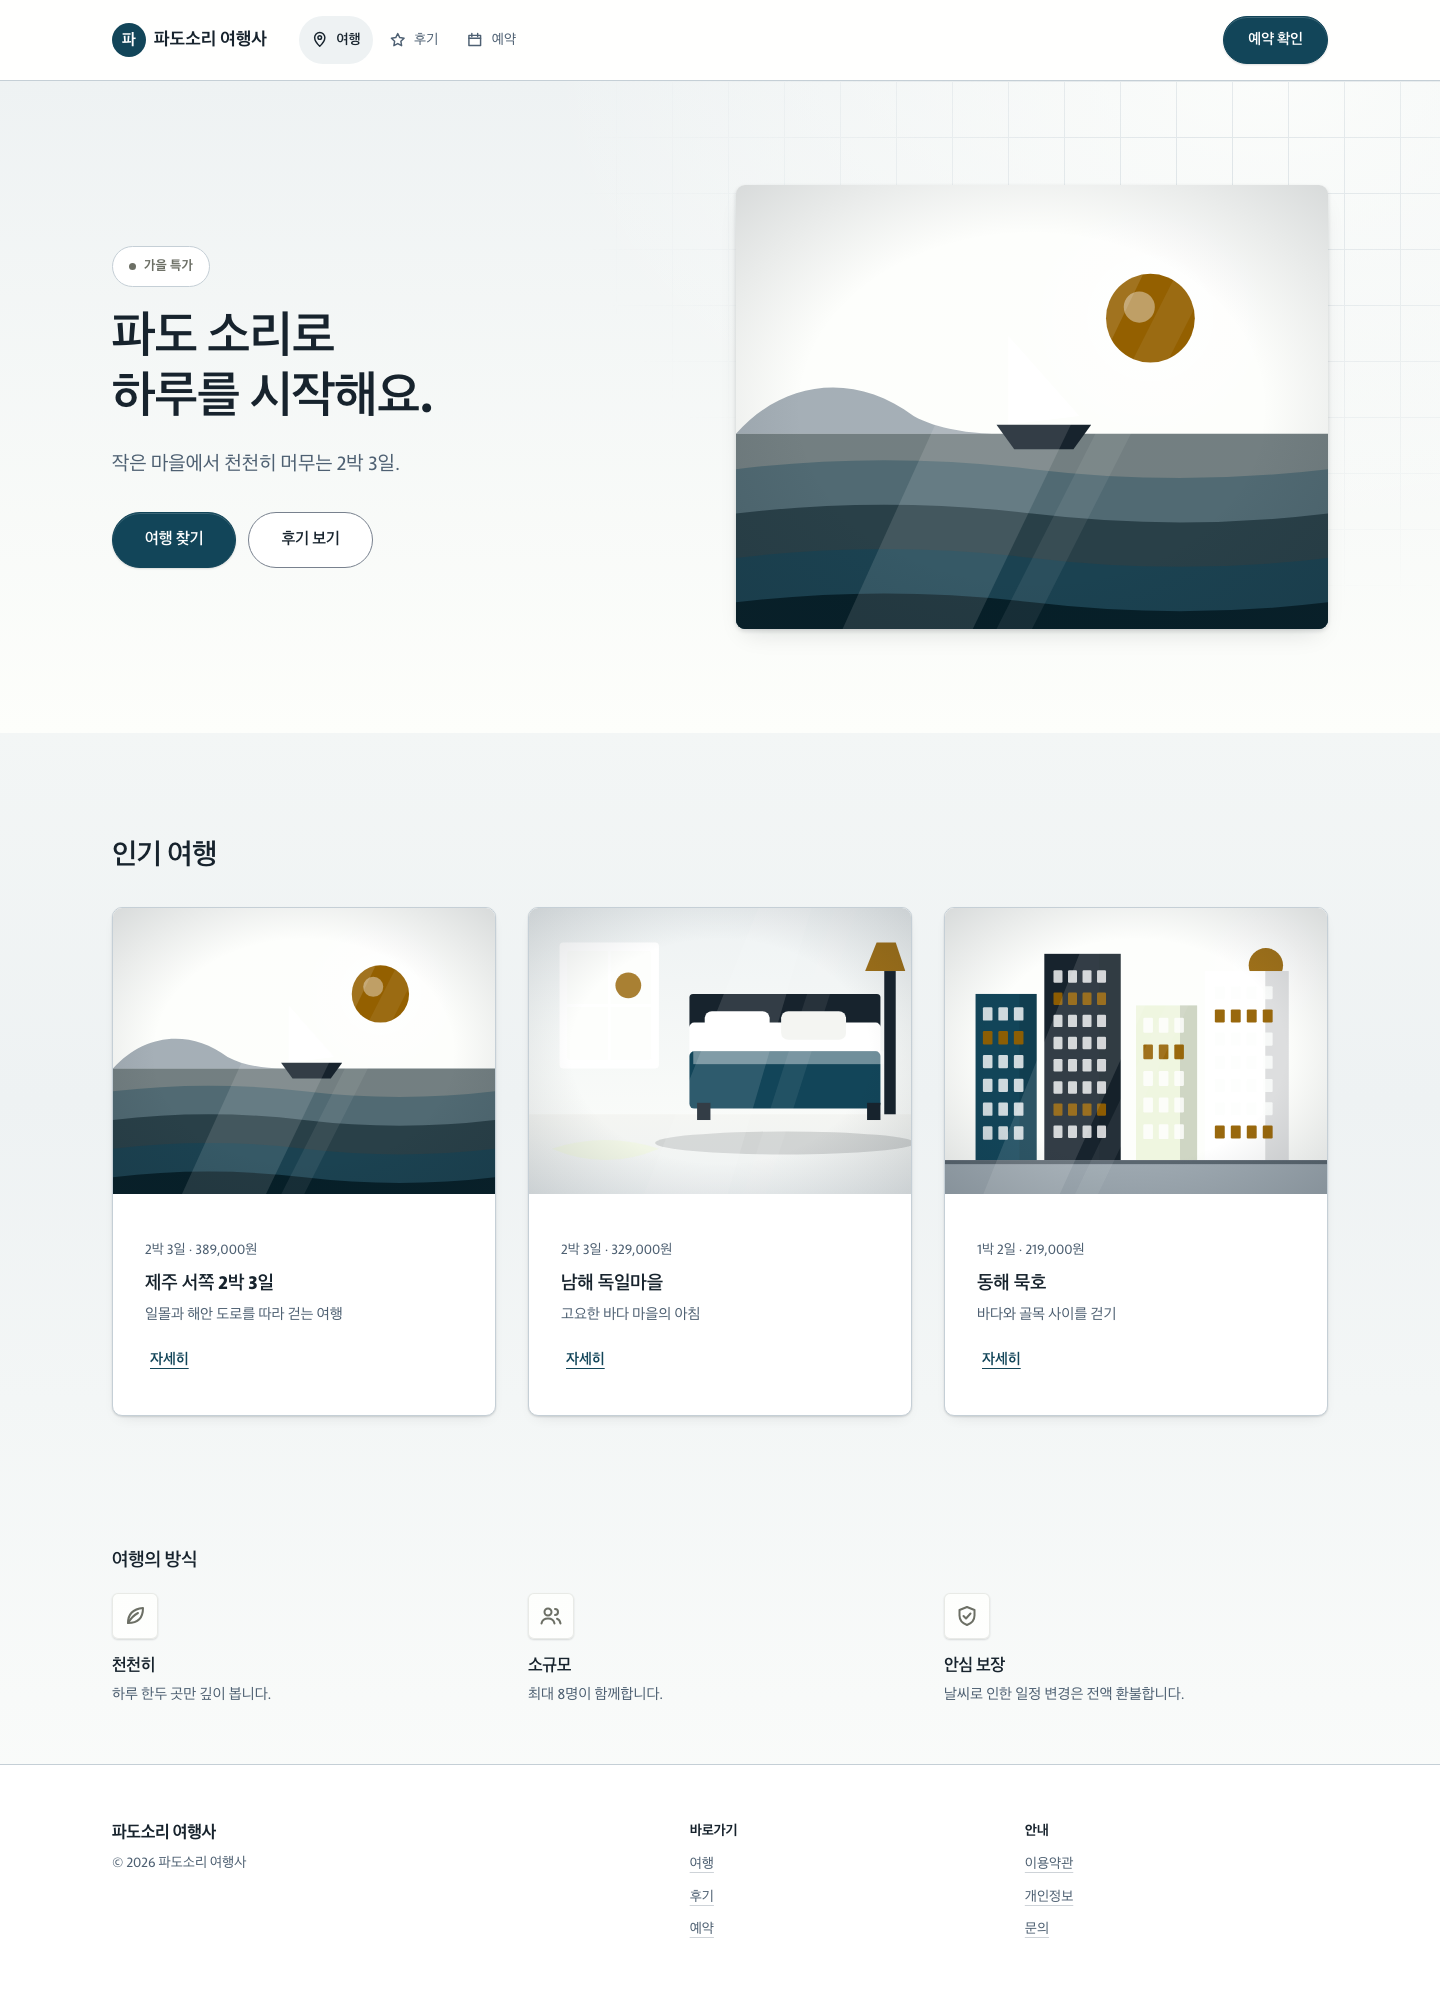 파 파도소리 여행사 여행 후기 예약 예약 확인
가을 특가
파도 소리로
하루를 시작해요.
작은 마을에서 천천히 머무는 2박 3일.
여행 찾기 후기 보기
인기 여행
2박 3일 · 389,000원
제주 서쪽 2박 3일
일몰과 해안 도로를 따라 걷는 여행
자세히
2박 3일 · 329,000원
남해 독일마을
고요한 바다 마을의 아침
자세히
1박 2일 · 219,000원
동해 묵호
바다와 골목 사이를 걷기
자세히
여행의 방식
천천히
하루 한두 곳만 깊이 봅니다.
소규모
최대 8명이 함께합니다.
안심 보장
날씨로 인한 일정 변경은 전액 환불합니다.
파도소리 여행사
© 2026 파도소리 여행사
바로가기
여행
후기
예약
안내
이용약관
개인정보
문의